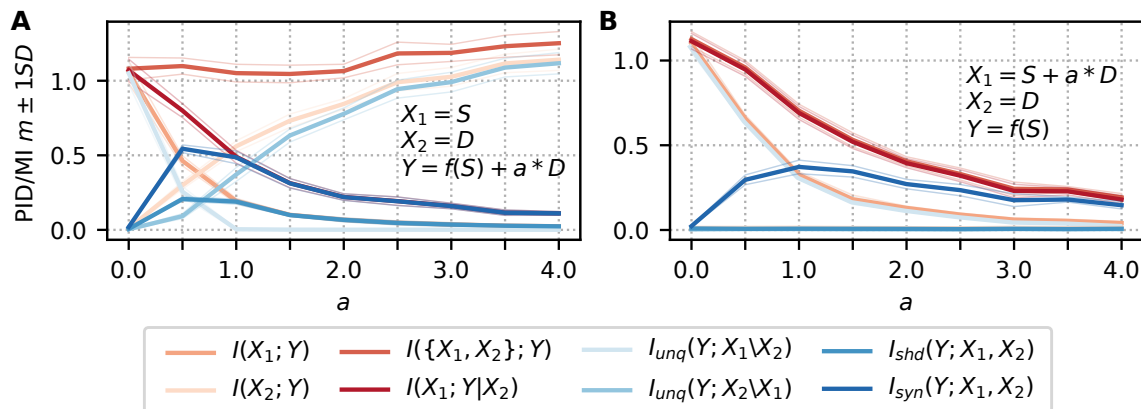 A
B
PID/MI m ± 1SD
1.0
0.5
0.0
X₁ = S
X₂ = D
Y = f(S) + a * D
0.0 1.0 2.0 3.0 4.0
a
1.0
0.5
0.0
X₁ = S + a * D
X₂ = D
Y = f(S)
0.0 1.0 2.0 3.0 4.0
a
I(X₁; Y) I({X₁, X₂}; Y) I_unq(Y; X₁\X₂) I_shd(Y; X₁, X₂)
I(X₂; Y) I(X₁; Y|X₂) I_unq(Y; X₂\X₁) I_syn(Y; X₁, X₂)